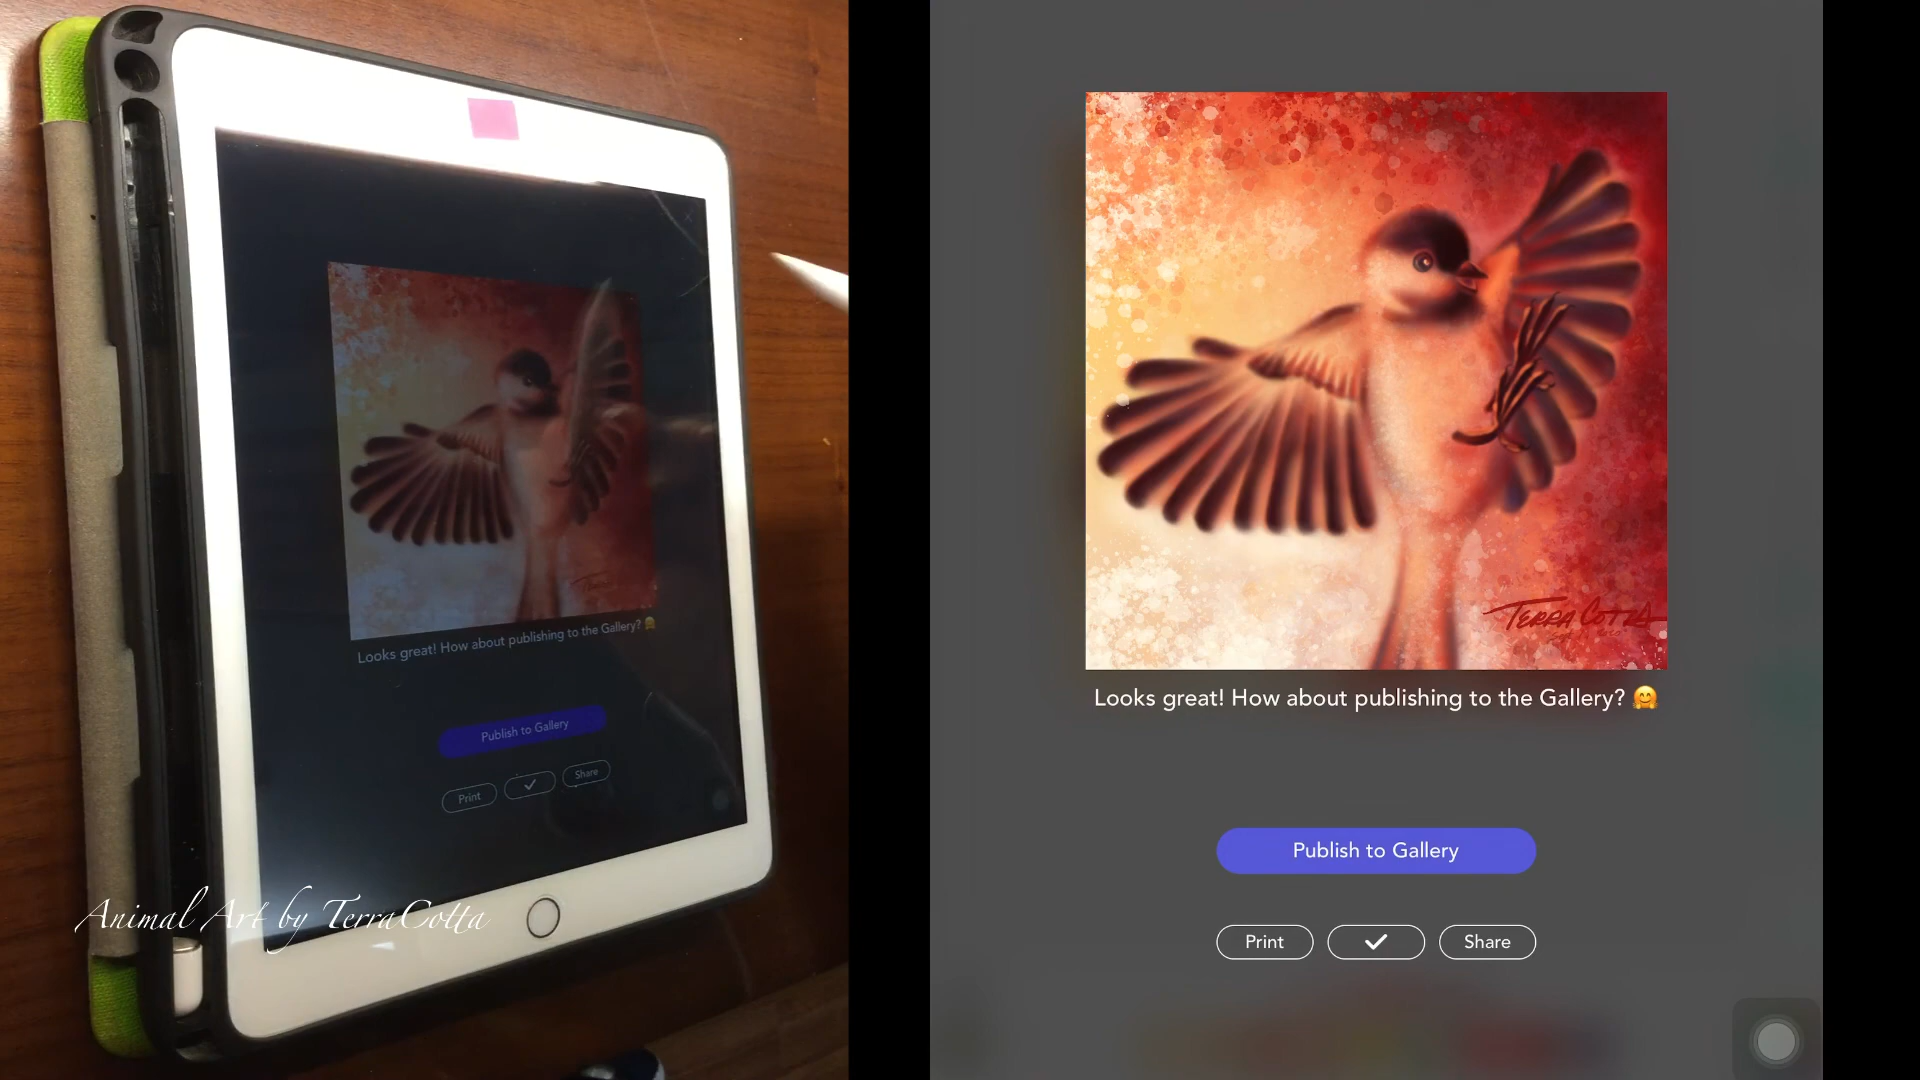 Looks great! How about publishing to the Gallery? 🤗
Publish to Gallery
Print
Share
Animal Art by TerraCotta
TERRA COTTA
Looks great! How about publishing to the Gallery? 🤗
Publish to Gallery
Print
Share